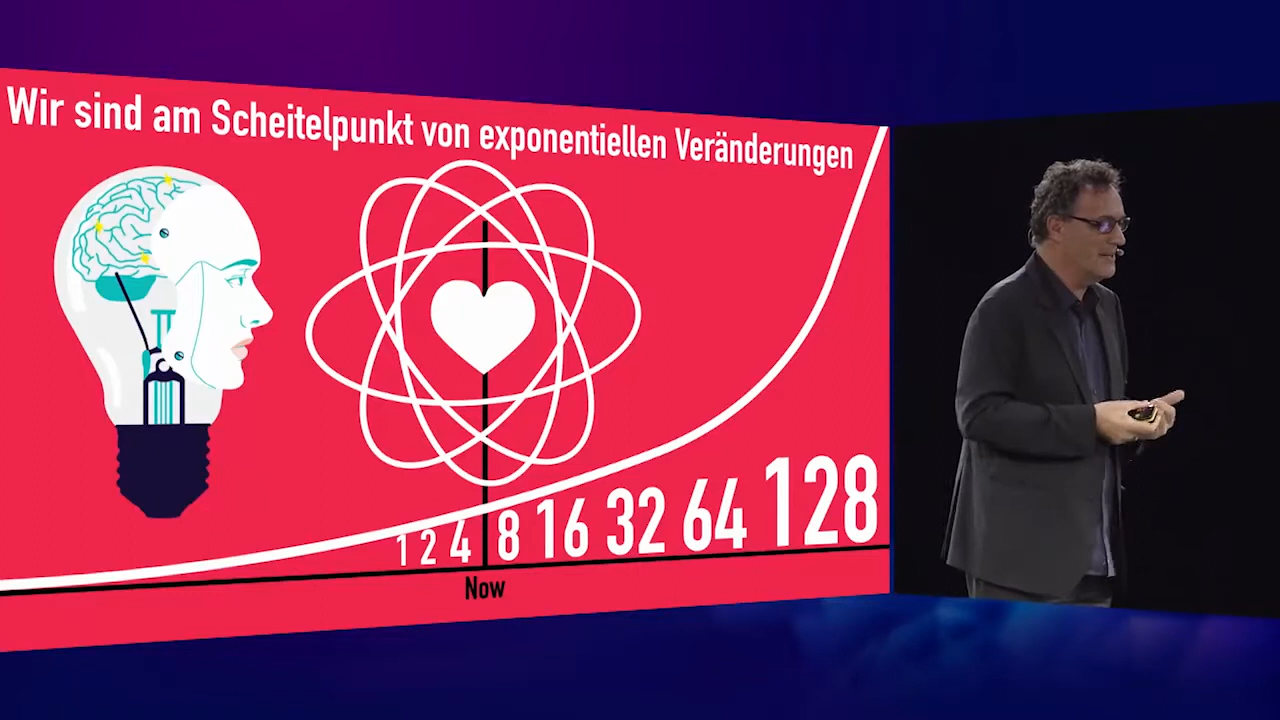 Wir sind am Scheitelpunkt von exponentiellen Veränderungen
1 2 4 8 16 32 64 128
Now